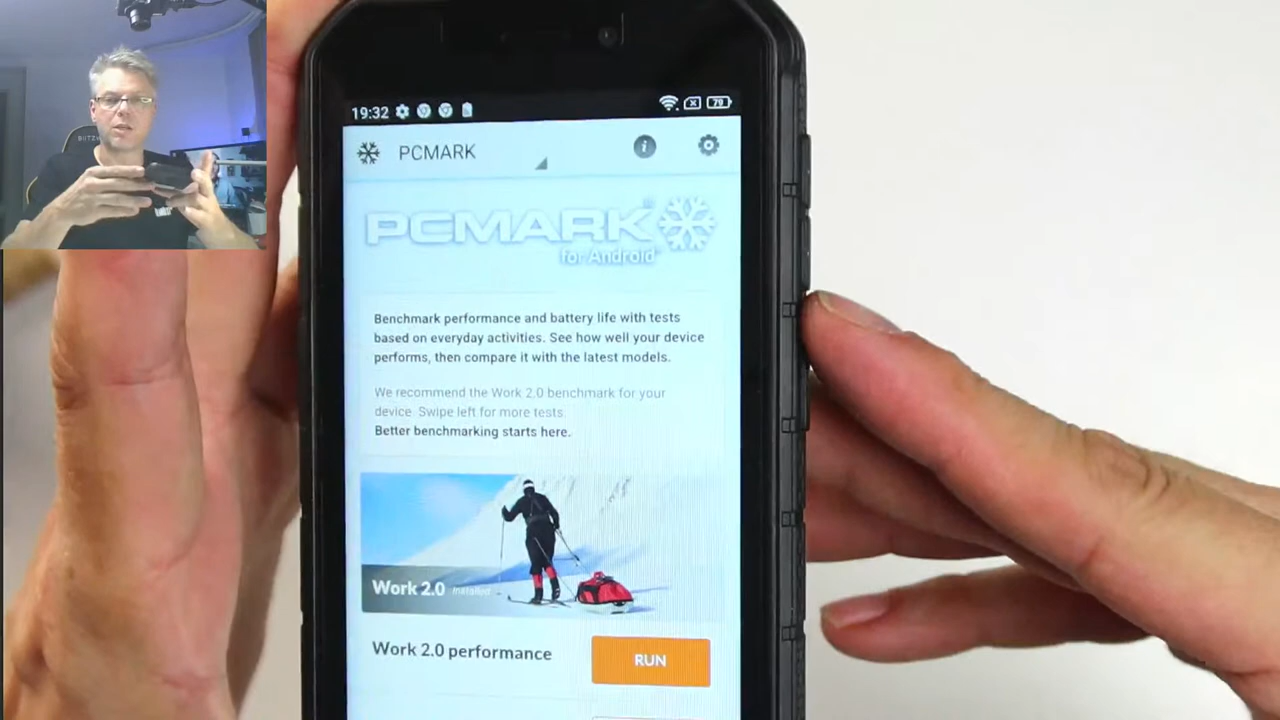 19:32
79
PCMARK
PCMARK®
for Android™
Benchmark performance and battery life with tests
based on everyday activities. See how well your device
performs, then compare it with the latest models.
We recommend the Work 2.0 benchmark for your
device. Swipe left for more tests.
Better benchmarking starts here.
Work 2.0 installed
Work 2.0 performance
RUN